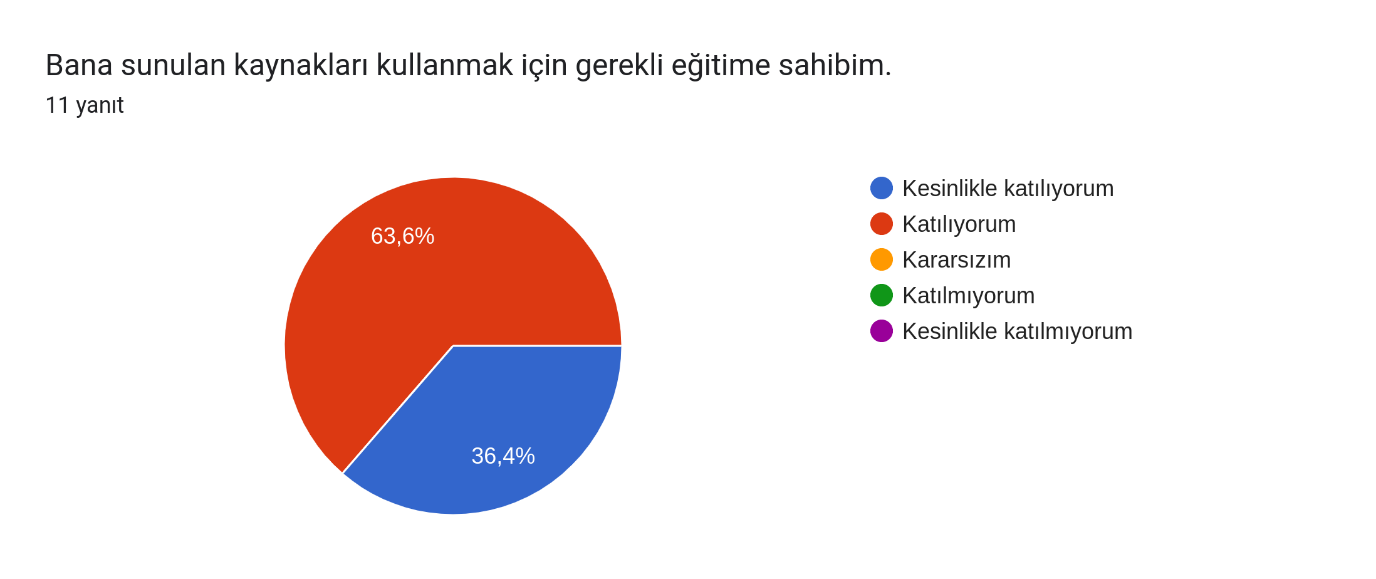 Bana sunulan kaynakları kullanmak için gerekli eğitime sahibim.
11 yanıt
63,6%
36,4%
Kesinlikle katılıyorum
Katılıyorum
Kararsızım
Katılmıyorum
Kesinlikle katılmıyorum